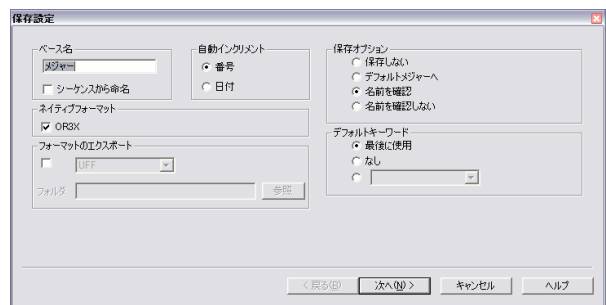 保存設定
ベース名
メジャー
シーケンスから命名
自動インクリメント
番号
日付
ネイティブフォーマット
OR3X
フォーマットのエクスポート
UFF
フォルダ
参照
保存オプション
保存しない
デフォルトメジャーへ
名前を確認
名前を確認しない
デフォルトキーワード
最後に使用
なし
< 戻る(B)
次へ(N) >
キャンセル
ヘルプ